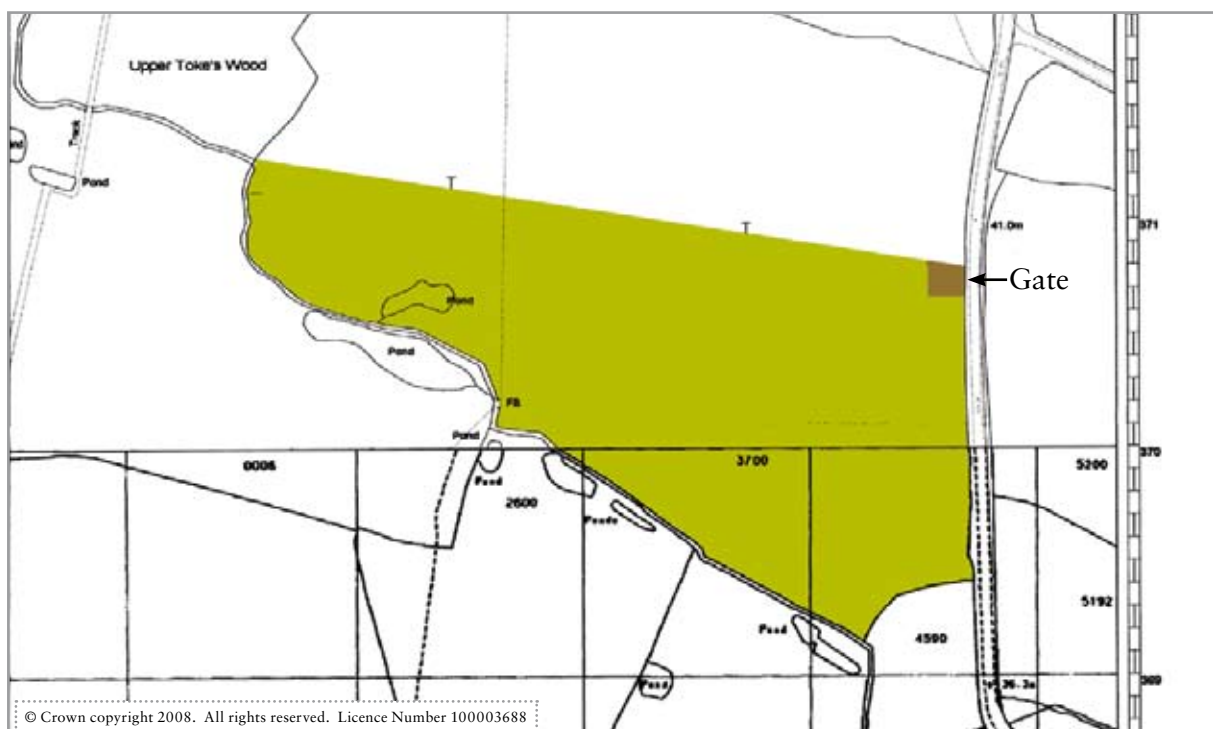 Upper Toke's Wood
Track
Pond
41.0m
371
Gate
Pond
Pond
FB
Pond
370
0006
3700
5200
Pond
2600
Ponds
5192
Pond
4590
Pond
369
© Crown copyright 2008. All rights reserved. Licence Number 100003688